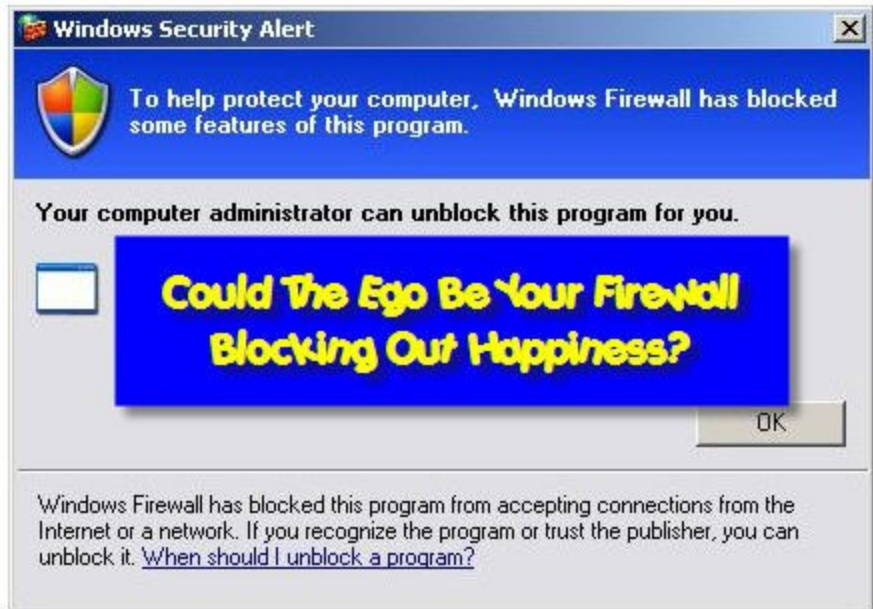 Windows Security Alert
To help protect your computer, Windows Firewall has blocked
some features of this program.
Your computer administrator can unblock this program for you.
Could The Ego Be Your Firewall
Blocking Out Happiness?
OK
Windows Firewall has blocked this program from accepting connections from the
Internet or a network. If you recognize the program or trust the publisher, you can
unblock it. When should I unblock a program?